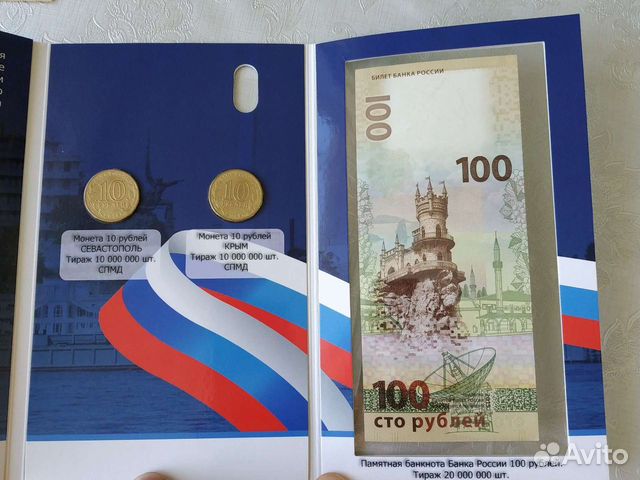 я
е
и
10
10
Монета 10 рублей
СЕВАСТОПОЛЬ
Тираж 10 000 000 шт.
СПМД
Монета 10 рублей
КРЫМ
Тираж 10 000 000 шт.
СПМД
БИЛЕТ БАНКА РОССИИ
100
100
100
сто рублей
Памятная банкнота Банка России 100 рублей.
Тираж 20 000 000 шт.
Avito